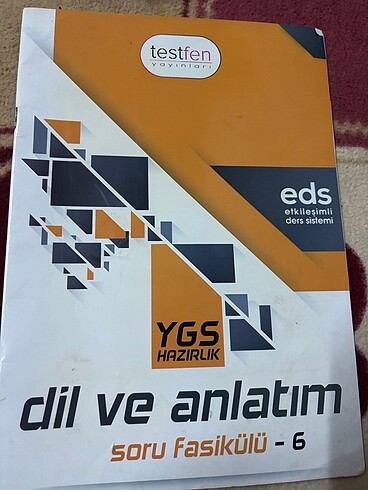 testfen
yayınları
eds
etkileşimli
ders sistemi
YGS
HAZIRLIK
dil ve anlatım
soru fasikülü - 6